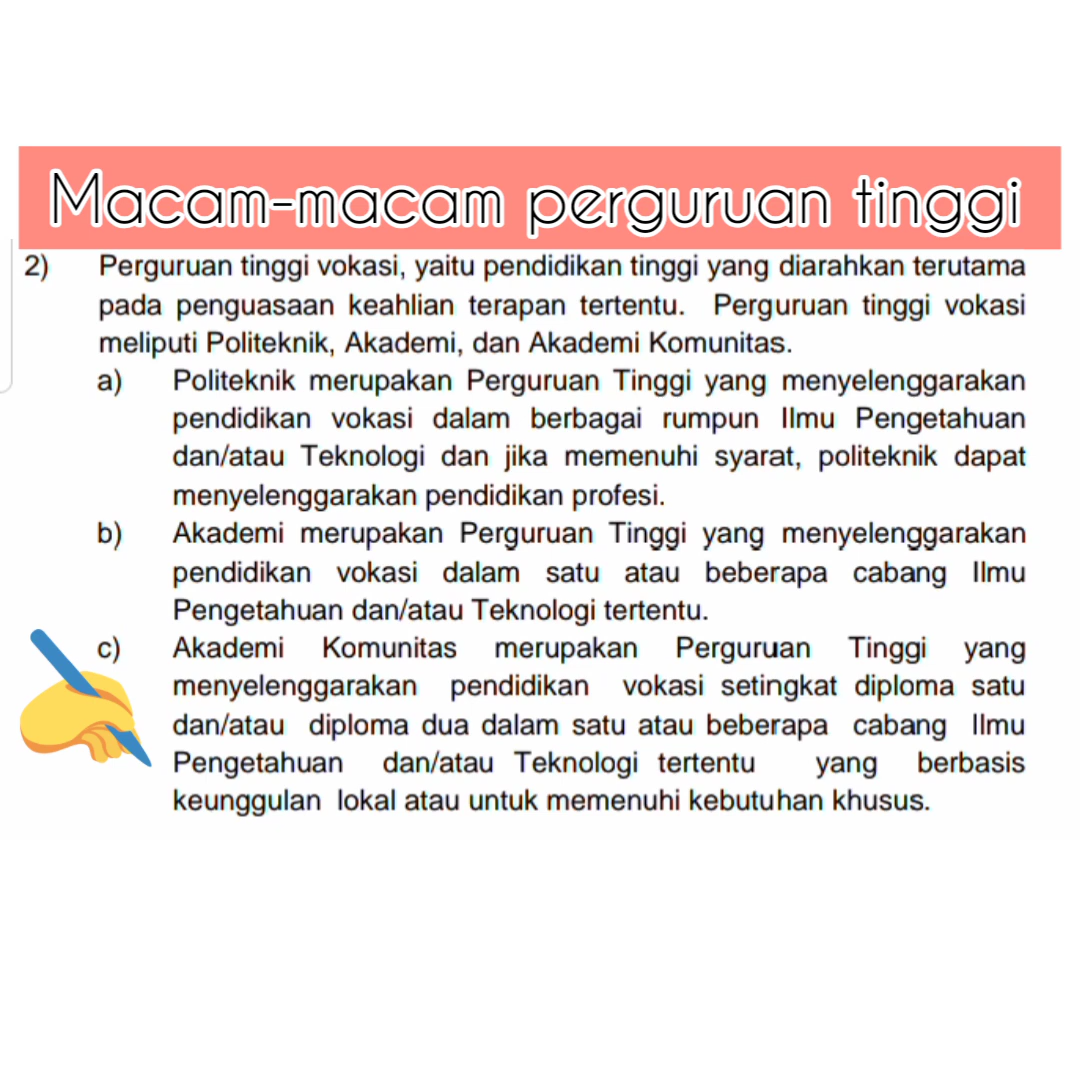 Macam-macam perguruan tinggi
2) Perguruan tinggi vokasi, yaitu pendidikan tinggi yang diarahkan terutama
pada penguasaan keahlian terapan tertentu. Perguruan tinggi vokasi
meliputi Politeknik, Akademi, dan Akademi Komunitas.
a) Politeknik merupakan Perguruan Tinggi yang menyelenggarakan
pendidikan vokasi dalam berbagai rumpun Ilmu Pengetahuan
dan/atau Teknologi dan jika memenuhi syarat, politeknik dapat
menyelenggarakan pendidikan profesi.
b) Akademi merupakan Perguruan Tinggi yang menyelenggarakan
pendidikan vokasi dalam satu atau beberapa cabang Ilmu
Pengetahuan dan/atau Teknologi tertentu.
c) Akademi Komunitas merupakan Perguruan Tinggi yang
menyelenggarakan pendidikan vokasi setingkat diploma satu
dan/atau diploma dua dalam satu atau beberapa cabang Ilmu
Pengetahuan dan/atau Teknologi tertentu yang berbasis
keunggulan lokal atau untuk memenuhi kebutuhan khusus.